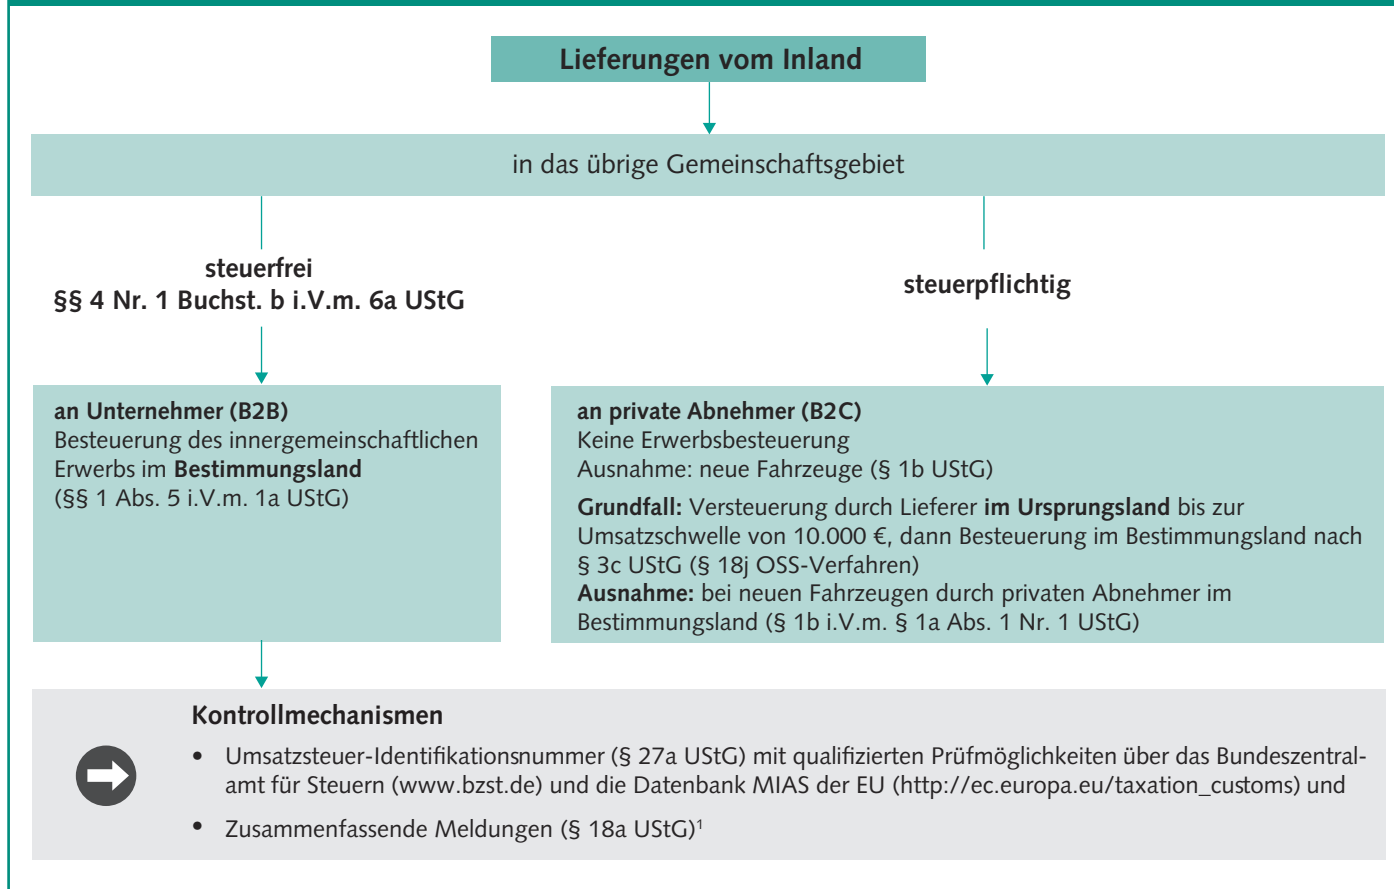 Lieferungen vom Inland
in das übrige Gemeinschaftsgebiet
steuerfrei
§§ 4 Nr. 1 Buchst. b i.V.m. 6a UStG
steuerpflichtig
an Unternehmer (B2B)
Besteuerung des innergemeinschaftlichen
Erwerbs im Bestimmungsland
(§§ 1 Abs. 5 i.V.m. 1a UStG)
an private Abnehmer (B2C)
Keine Erwerbsbesteuerung
Ausnahme: neue Fahrzeuge (§ 1b UStG)
Grundfall: Versteuerung durch Lieferer im Ursprungsland bis zur
Umsatzschwelle von 10.000 €, dann Besteuerung im Bestimmungsland nach
§ 3c UStG (§ 18j OSS-Verfahren)
Ausnahme: bei neuen Fahrzeugen durch privaten Abnehmer im
Bestimmungsland (§ 1b i.V.m. § 1a Abs. 1 Nr. 1 UStG)
Kontrollmechanismen
• Umsatzsteuer-Identifikationsnummer (§ 27a UStG) mit qualifizierten Prüfmöglichkeiten über das Bundeszentral-
amt für Steuern (www.bzst.de) und die Datenbank MIAS der EU (http://ec.europa.eu/taxation_customs) und
• Zusammenfassende Meldungen (§ 18a UStG)¹